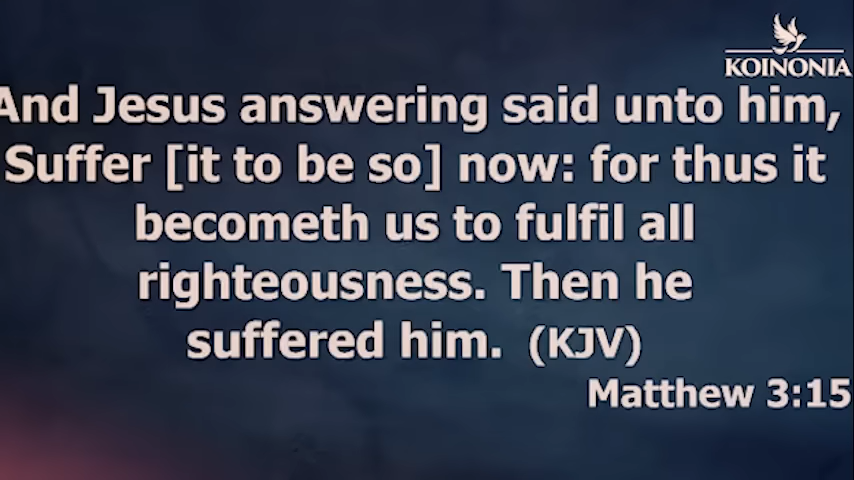 KOINONIA
And Jesus answering said unto him,
Suffer [it to be so] now: for thus it
becometh us to fulfil all
righteousness. Then he
suffered him. (KJV)
Matthew 3:15